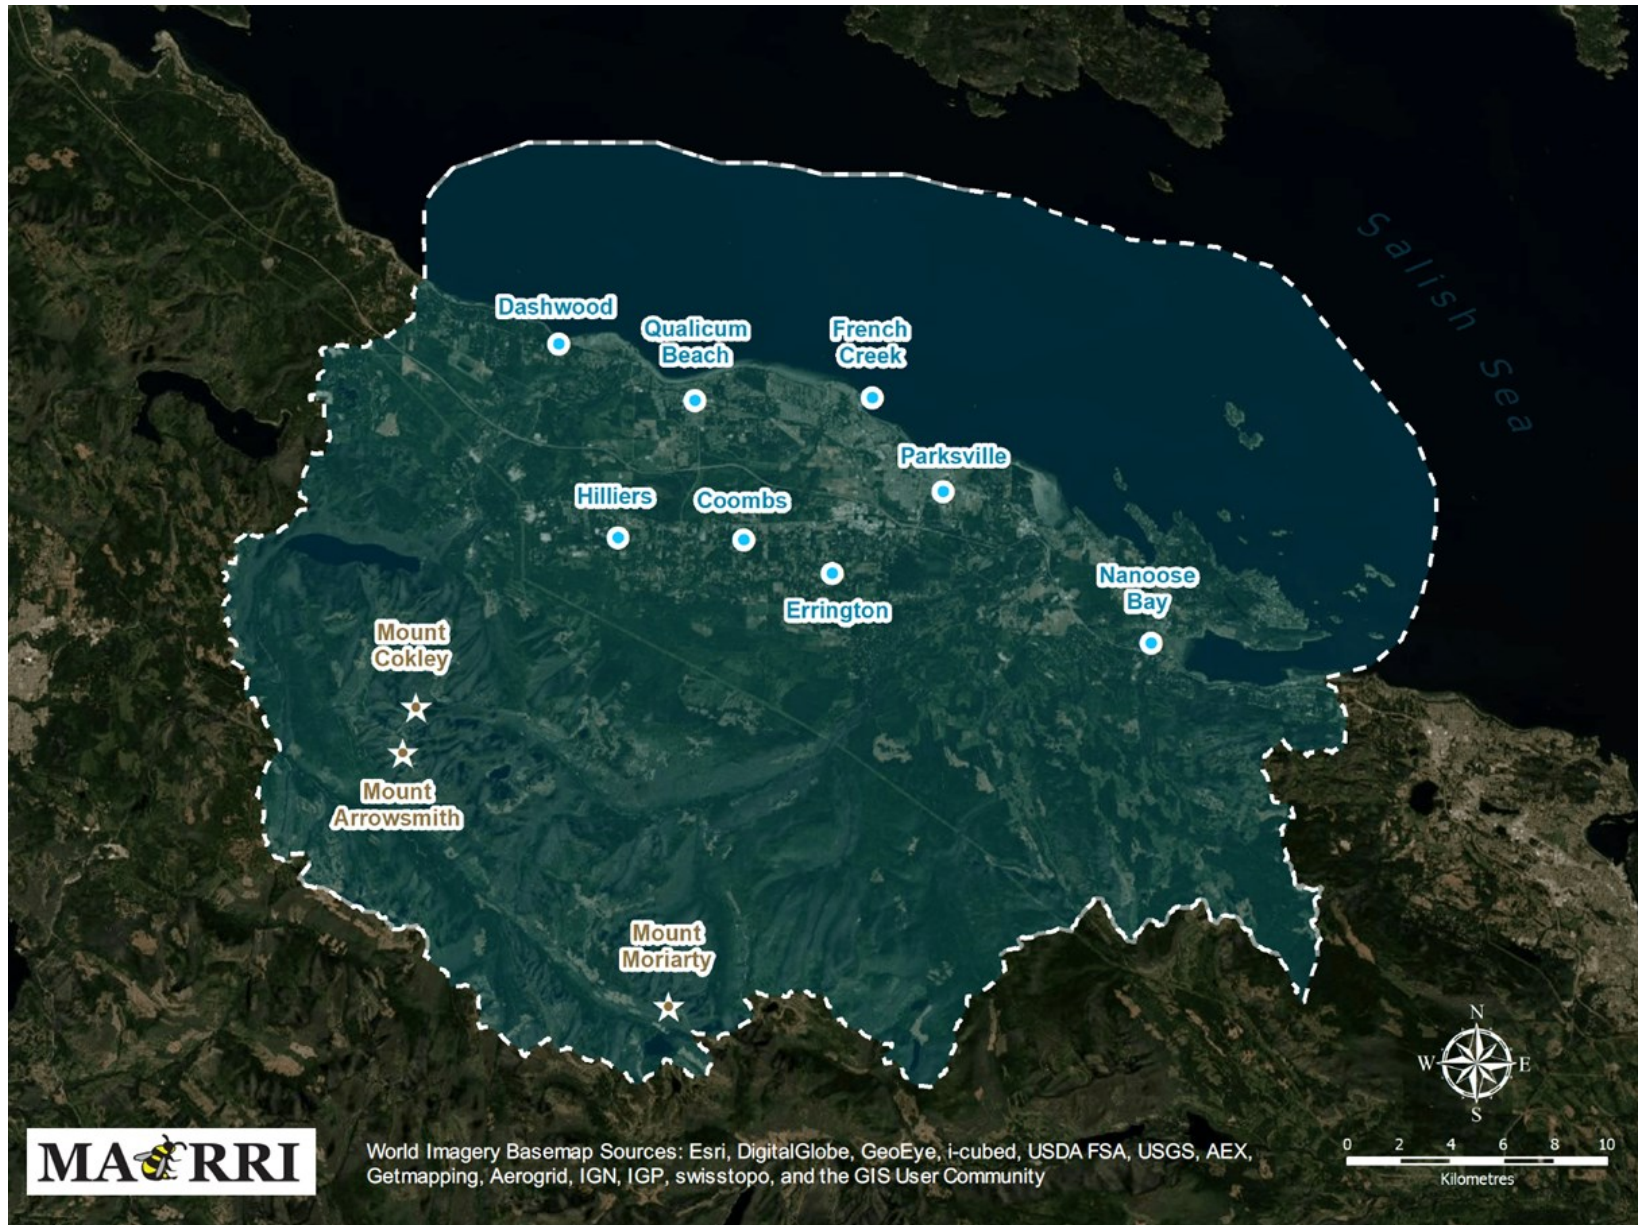 Salish Sea
Dashwood
Qualicum
Beach
French
Creek
Parksville
Hilliers
Coombs
Errington
Nanoose
Bay
Mount
Cokley
Mount
Arrowsmith
Mount
Moriarty
N
W E
S
MA RRI
World Imagery Basemap Sources: Esri, DigitalGlobe, GeoEye, i-cubed, USDA FSA, USGS, AEX,
Getmapping, Aerogrid, IGN, IGP, swisstopo, and the GIS User Community
0 2 4 6 8 10
Kilometres